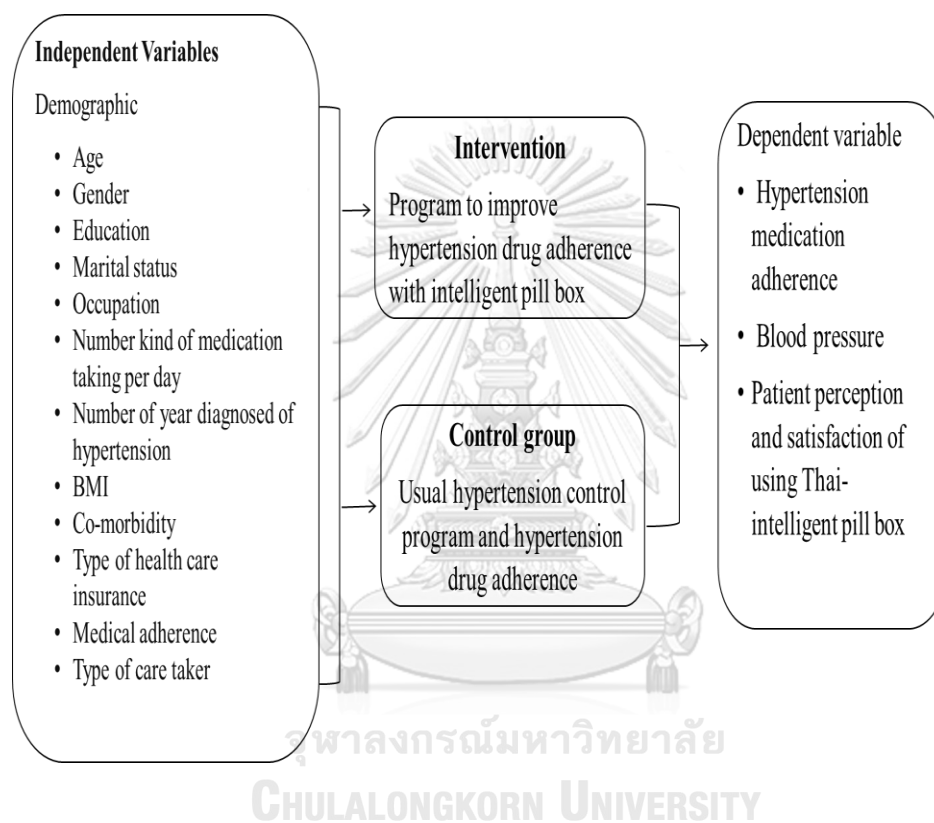 Independent Variables
Demographic
• Age
• Gender
• Education
• Marital status
• Occupation
• Number kind of medication
taking per day
• Number of year diagnosed of
hypertension
• BMI
• Co-morbidity
• Type of health care
insurance
• Medical adherence
• Type of care taker
Intervention
Program to improve
hypertension drug adherence
with intelligent pill box
Control group
Usual hypertension control
program and hypertension
drug adherence
Dependent variable
• Hypertension
medication
adherence
• Blood pressure
• Patient perception
and satisfaction of
using Thai-
intelligent pill box
จุฬาลงกรณ์มหาวิทยาลัย
CHULALONGKORN UNIVERSITY